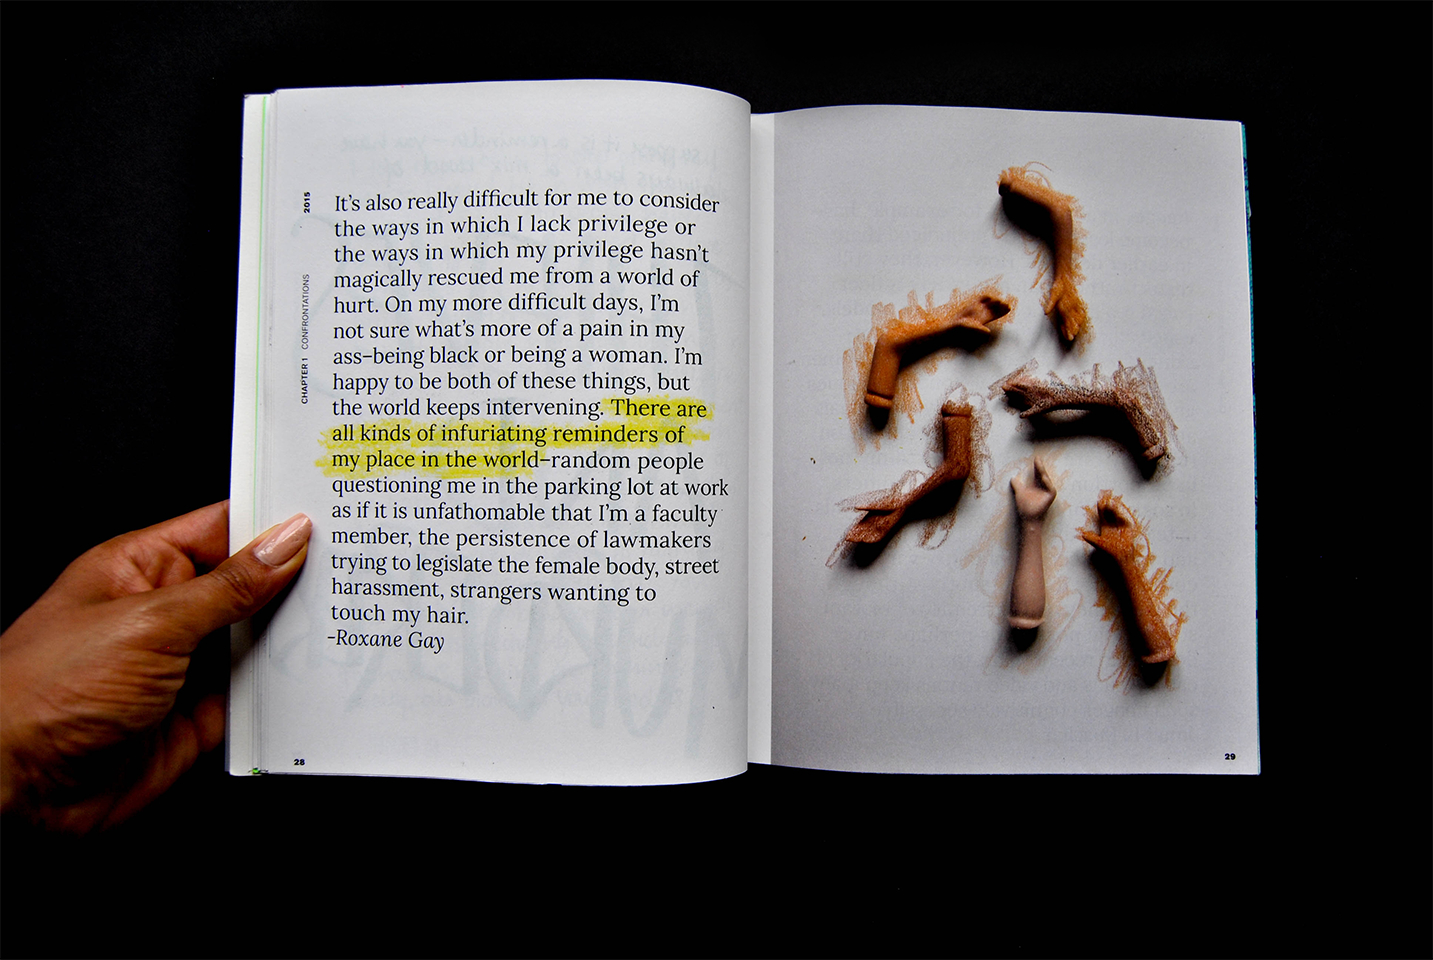 2015
CHAPTER 1 CONFRONTATIONS
It's also really difficult for me to consider
the ways in which I lack privilege or
the ways in which my privilege hasn't
magically rescued me from a world of
hurt. On my more difficult days, I'm
not sure what's more of a pain in my
ass–being black or being a woman. I'm
happy to be both of these things, but
the world keeps intervening. There are
all kinds of infuriating reminders of
my place in the world–random people
questioning me in the parking lot at work
as if it is unfathomable that I'm a faculty
member, the persistence of lawmakers
trying to legislate the female body, street
harassment, strangers wanting to
touch my hair.
–Roxane Gay
28
29